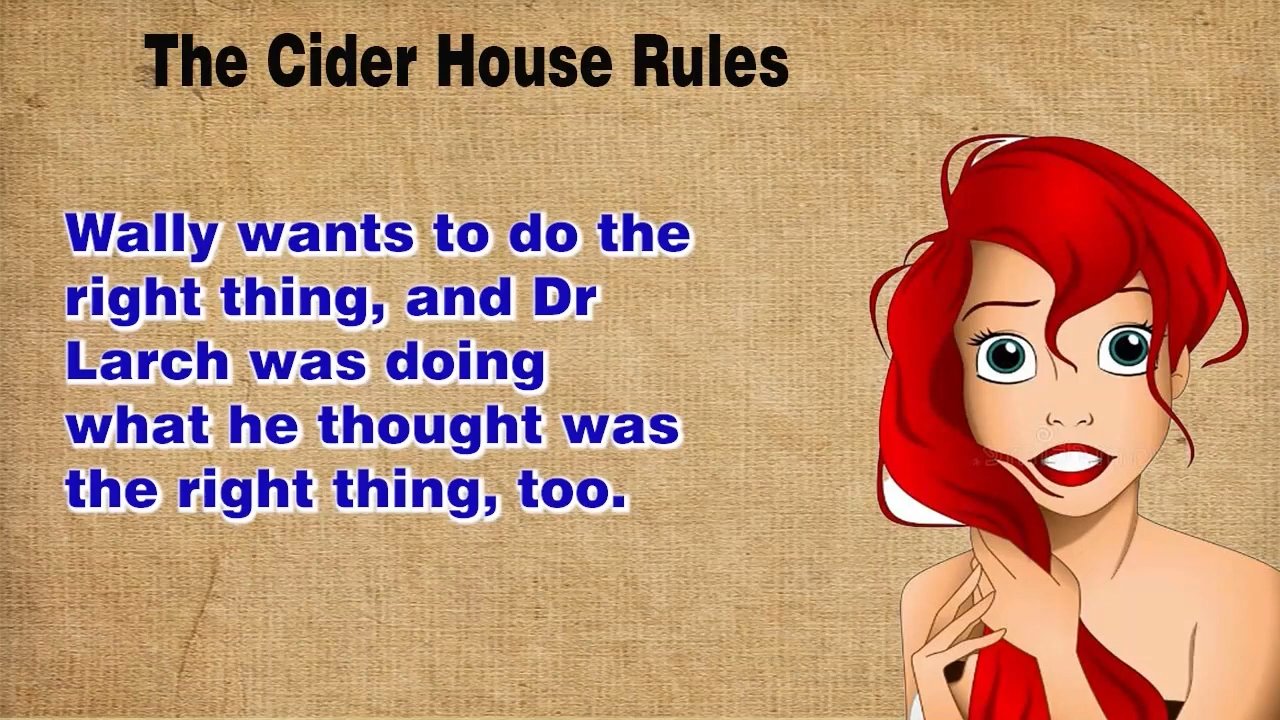 The Cider House Rules
Wally wants to do the
right thing, and Dr
Larch was doing
what he thought was
the right thing, too.